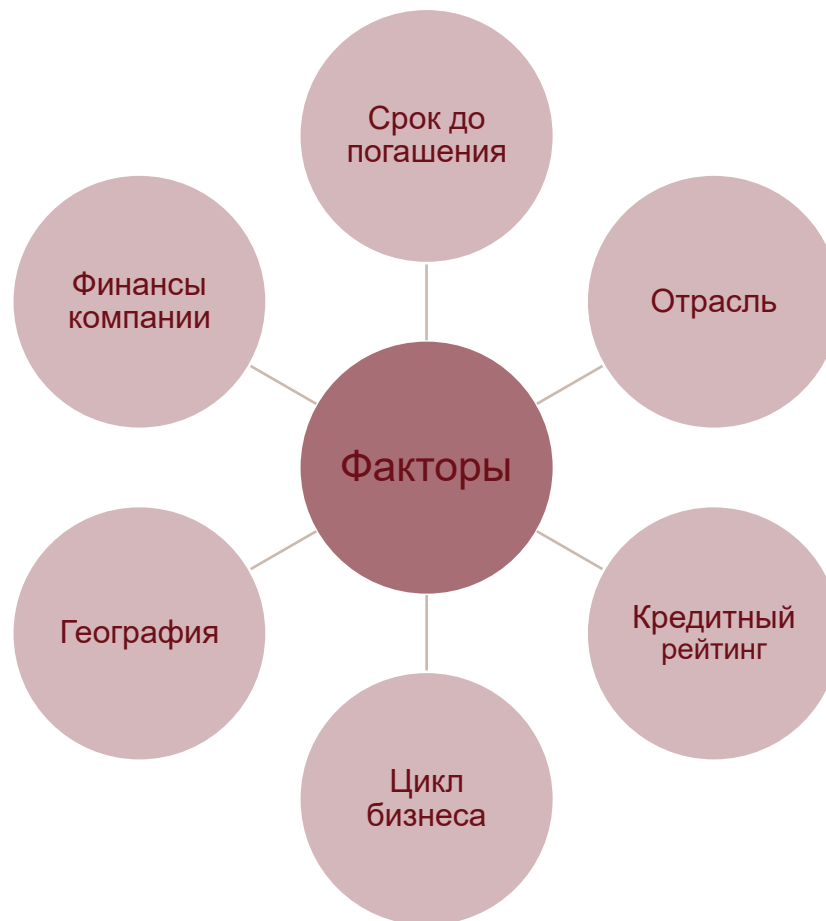 Срок до
погашения
Финансы
компании
Отрасль
Факторы
География
Кредитный
рейтинг
Цикл
бизнеса